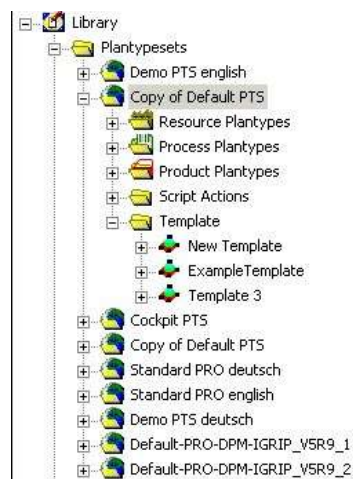 Library
Plantypesets
Demo PTS english
Copy of Default PTS
Resource Plantypes
Process Plantypes
Product Plantypes
Script Actions
Template
New Template
ExampleTemplate
Template 3
Cockpit PTS
Copy of Default PTS
Standard PRO deutsch
Standard PRO english
Demo PTS deutsch
Default-PRO-DPM-IGRIP_V5R9_1
Default-PRO-DPM-IGRIP_V5R9_2